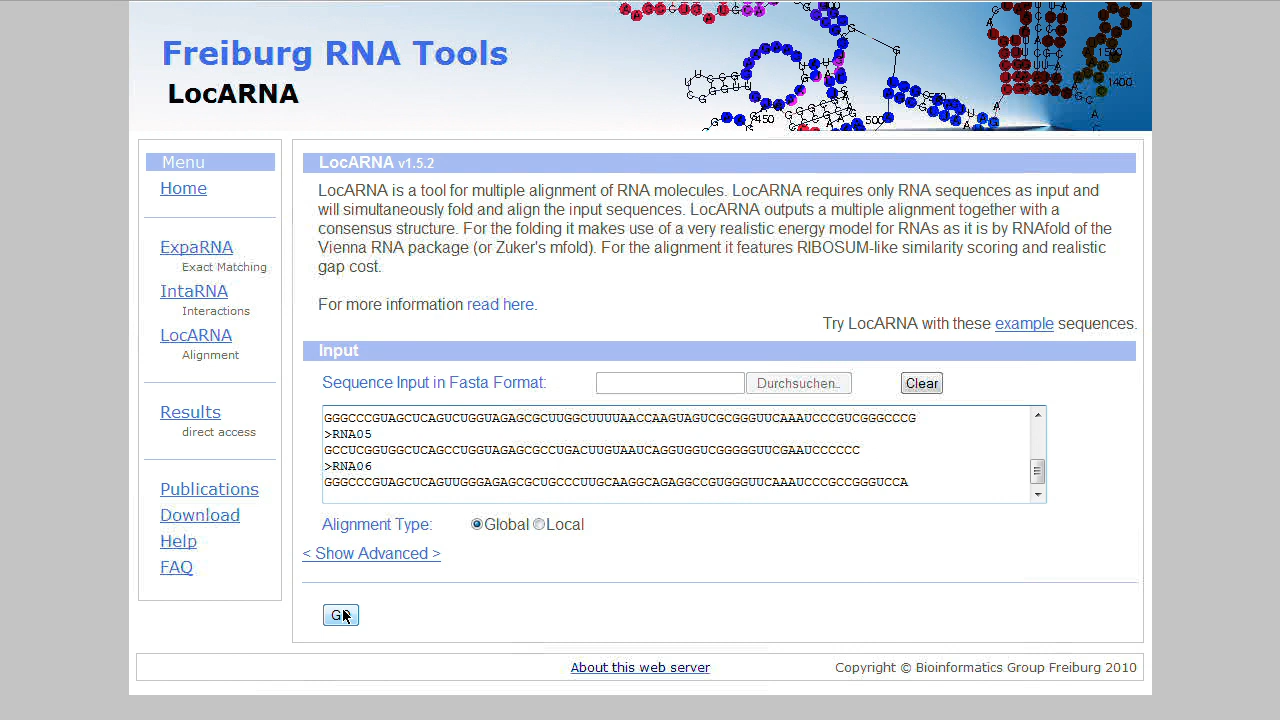 Freiburg RNA Tools
LocARNA
450
500
1400
Menu
Home
ExpaRNA
Exact Matching
IntaRNA
Interactions
LocARNA
Alignment
Results
direct access
Publications
Download
Help
FAQ
LocARNA v1.5.2
LocARNA is a tool for multiple alignment of RNA molecules. LocARNA requires only RNA sequences as input and
will simultaneously fold and align the input sequences. LocARNA outputs a multiple alignment together with a
consensus structure. For the folding it makes use of a very realistic energy model for RNAs as it is by RNAfold of the
Vienna RNA package (or Zuker's mfold). For the alignment it features RIBOSUM-like similarity scoring and realistic
gap cost.
For more information read here.
Try LocARNA with these example sequences.
Input
Sequence Input in Fasta Format:
Durchsuchen..
Clear
GGGCCCGUAGCUCAGUCUGGUAGAGCGCUUGGCUUUUAACCAAGUAGUCGCGGGUUCAAAUCCCGUCGGGCCCG
>RNA05
GCCUCGGUGGCUCAGCCUGGUAGAGCGCCUGACUUGUAAUCAGGUGGUCGGGGGUUCGAAUCCCCCC
>RNA06
GGGCCCGUAGCUCAGUUGGGAGAGCGCUGCCCUUGCAAGGCAGAGGCCGUGGGUUCAAAUCCCGCCGGGUCCA
Alignment Type:
Global
Local
< Show Advanced >
About this web server
Copyright © Bioinformatics Group Freiburg 2010